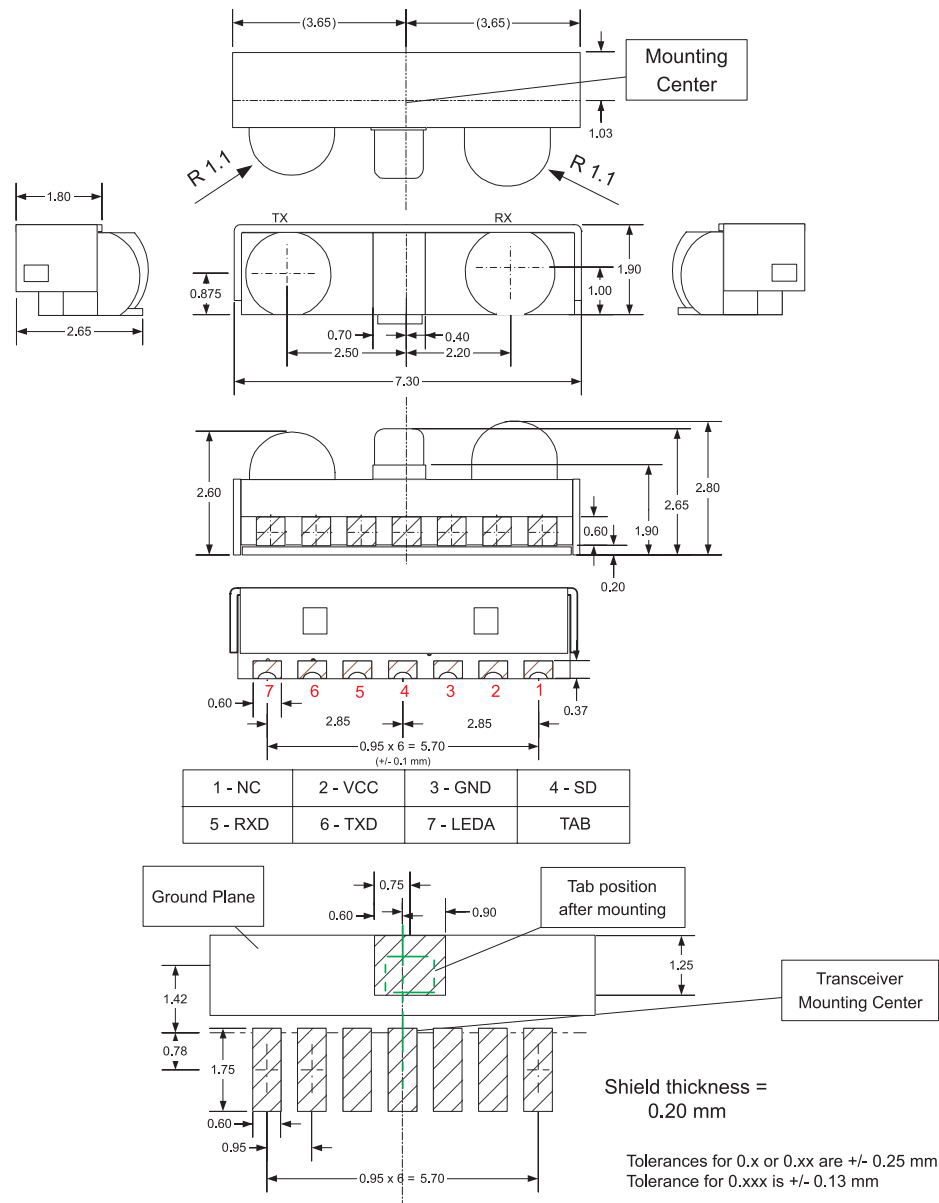 (3.65) (3.65)
Mounting
Center
1.03
R 1.1 R 1.1
1.80
TX RX
0.875
1.00
1.90
2.65
0.70 0.40
2.50 2.20
7.30
2.60
0.60
1.90
2.65
2.80
0.20
7 6 5 4 3 2 1
0.60
0.37
2.85 2.85
0.95 x 6 = 5.70
(+/- 0.1 mm)
1 - NC 2 - VCC 3 - GND 4 - SD
5 - RXD 6 - TXD 7 - LEDA TAB
Ground Plane
0.75
Tab position
after mounting
0.60 0.90
1.25
1.42
Transceiver
Mounting Center
0.78
1.75
0.60
0.95
Shield thickness =
0.20 mm
0.95 x 6 = 5.70
Tolerances for 0.x or 0.xx are +/- 0.25 mm
Tolerance for 0.xxx is +/- 0.13 mm